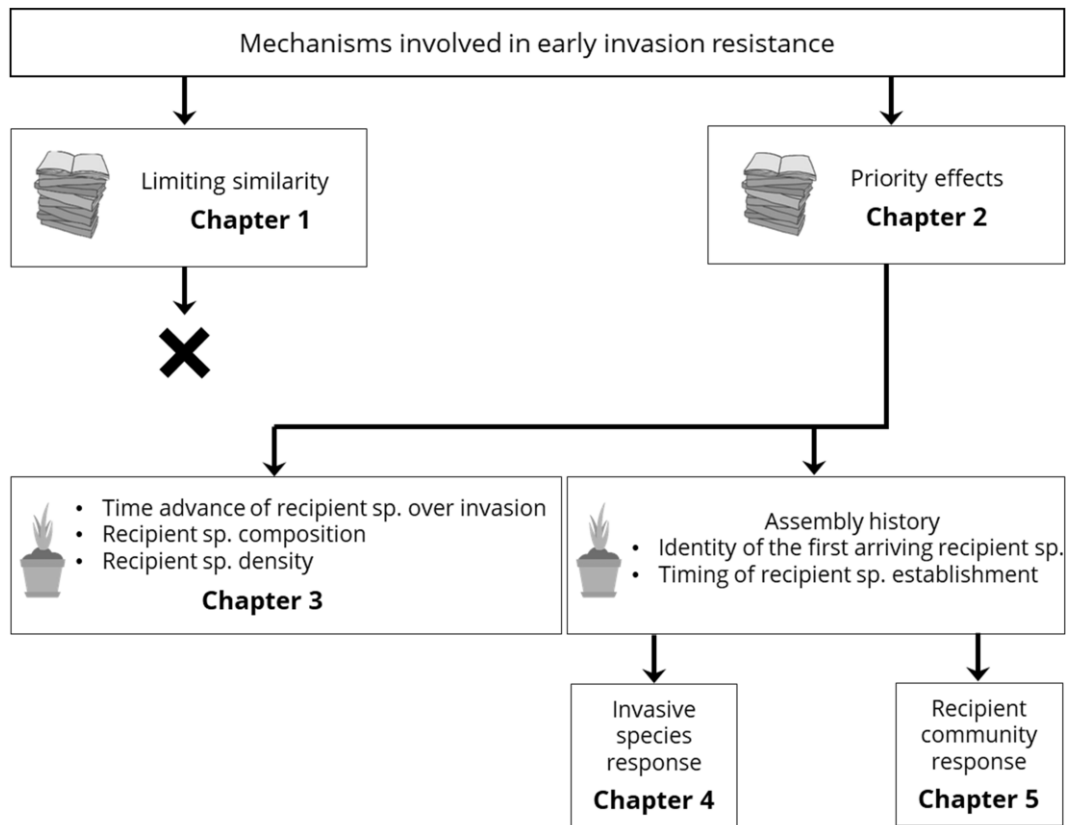 Mechanisms involved in early invasion resistance
Limiting similarity
Chapter 1
Priority effects
Chapter 2
• Time advance of recipient sp. over invasion
• Recipient sp. composition
• Recipient sp. density
Chapter 3
Assembly history
• Identity of the first arriving recipient sp.
• Timing of recipient sp. establishment
Invasive
species
response
Chapter 4
Recipient
community
response
Chapter 5